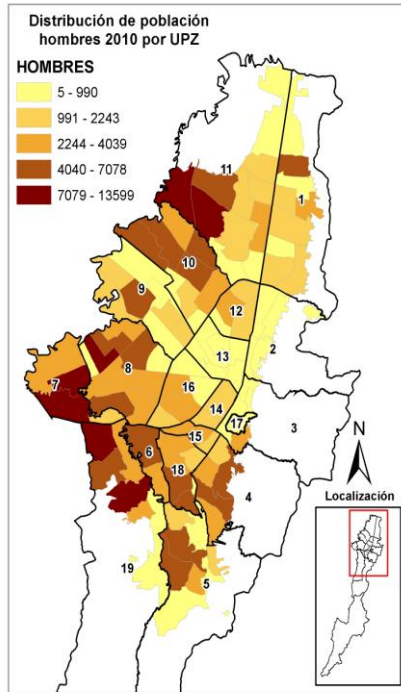 Distribución de población
hombres 2010 por UPZ
HOMBRES
5 - 990
991 - 2243
2244 - 4039
4040 - 7078
7079 - 13599
11
1
10
9
12
2
13
8
7
16
14
17
3
N
15
6
18
4
Localización
19
5